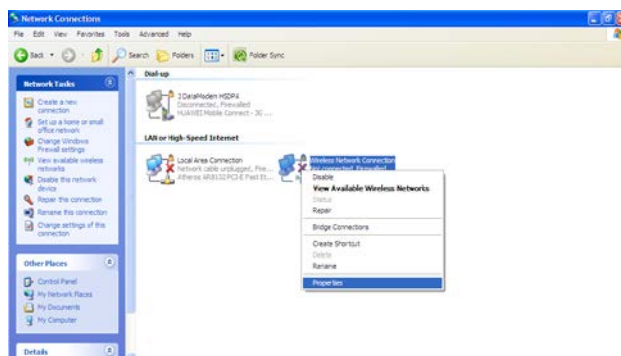 Network Connections
File Edit View Favorites Tools Advanced Help
Back Search Folders Folder Sync
Network Tasks
Create a new
connection
Set up a home or small
office network
Change Windows
Firewall settings
View available wireless
networks
Disable this network
device
Repair this connection
Rename this connection
Change settings of this
connection
Other Places
Control Panel
My Network Places
My Documents
My Computer
Details
Dial-up
3DataModem HSDPA
Disconnected, Firewalled
HUAWEI Mobile Connect - 3G ...
LAN or High-Speed Internet
Local Area Connection
Network cable unplugged, Fire...
Atheros AR8132 PCI-E Fast Et...
Wireless Network Connection
Not connected, Firewalled
Disable
View Available Wireless Networks
Status
Repair
Bridge Connections
Create Shortcut
Delete
Rename
Properties